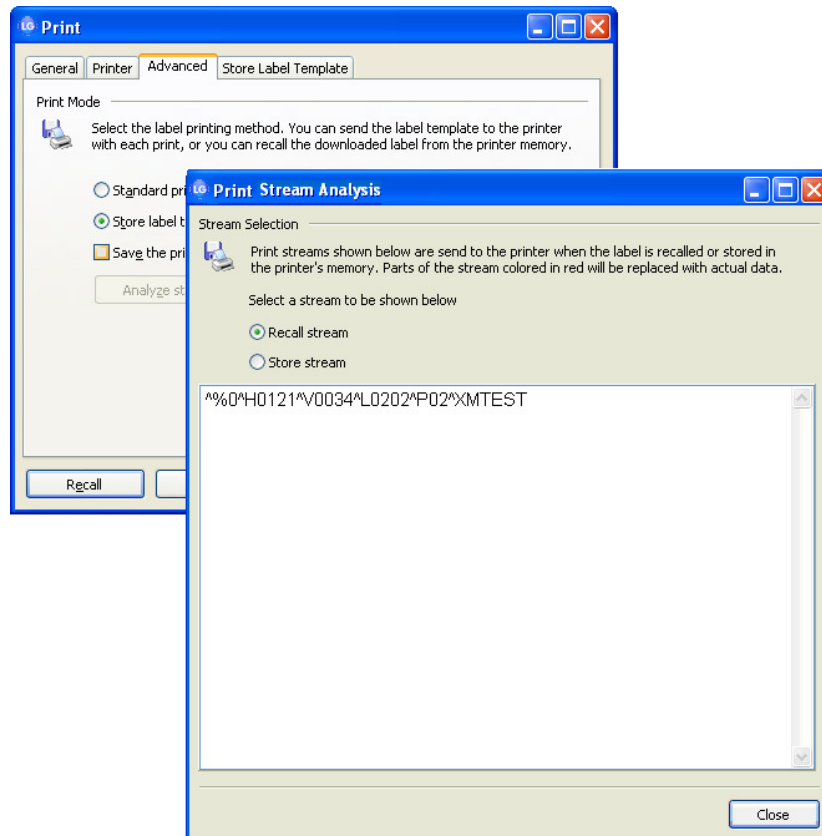 LG Print
General Printer Advanced Store Label Template
Print Mode
Select the label printing method. You can send the label template to the printer
with each print, or you can recall the downloaded label from the printer memory.
Standard pri
Store label t
Save the pri
Analyze st
Recall
LG Print Stream Analysis
Stream Selection
Print streams shown below are send to the printer when the label is recalled or stored in
the printer's memory. Parts of the stream colored in red will be replaced with actual data.
Select a stream to be shown below
Recall stream
Store stream
^%0^H0121^V0034^L0202^P02^XMTEST
Close